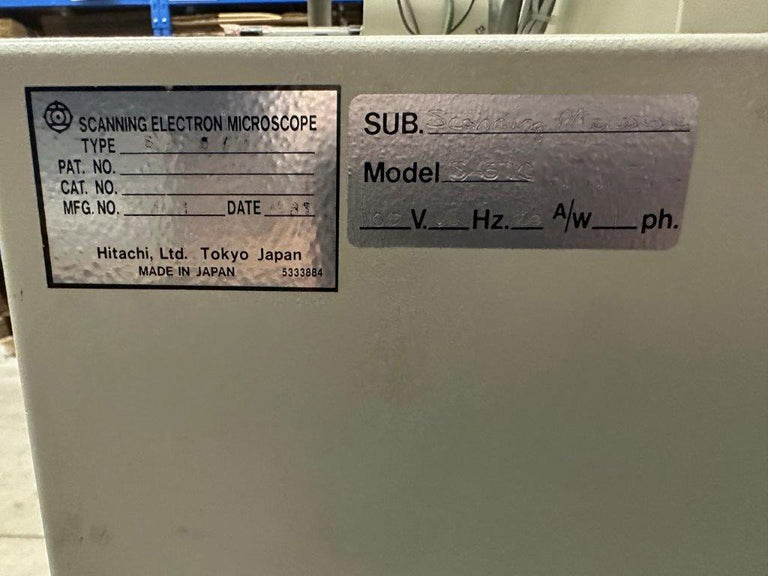 SCANNING ELECTRON MICROSCOPE
TYPE
PAT. NO.
CAT. NO.
MFG. NO. DATE
Hitachi, Ltd. Tokyo Japan
MADE IN JAPAN 5333884
SUB. Scanning
Model
V. Hz. A/W ph.